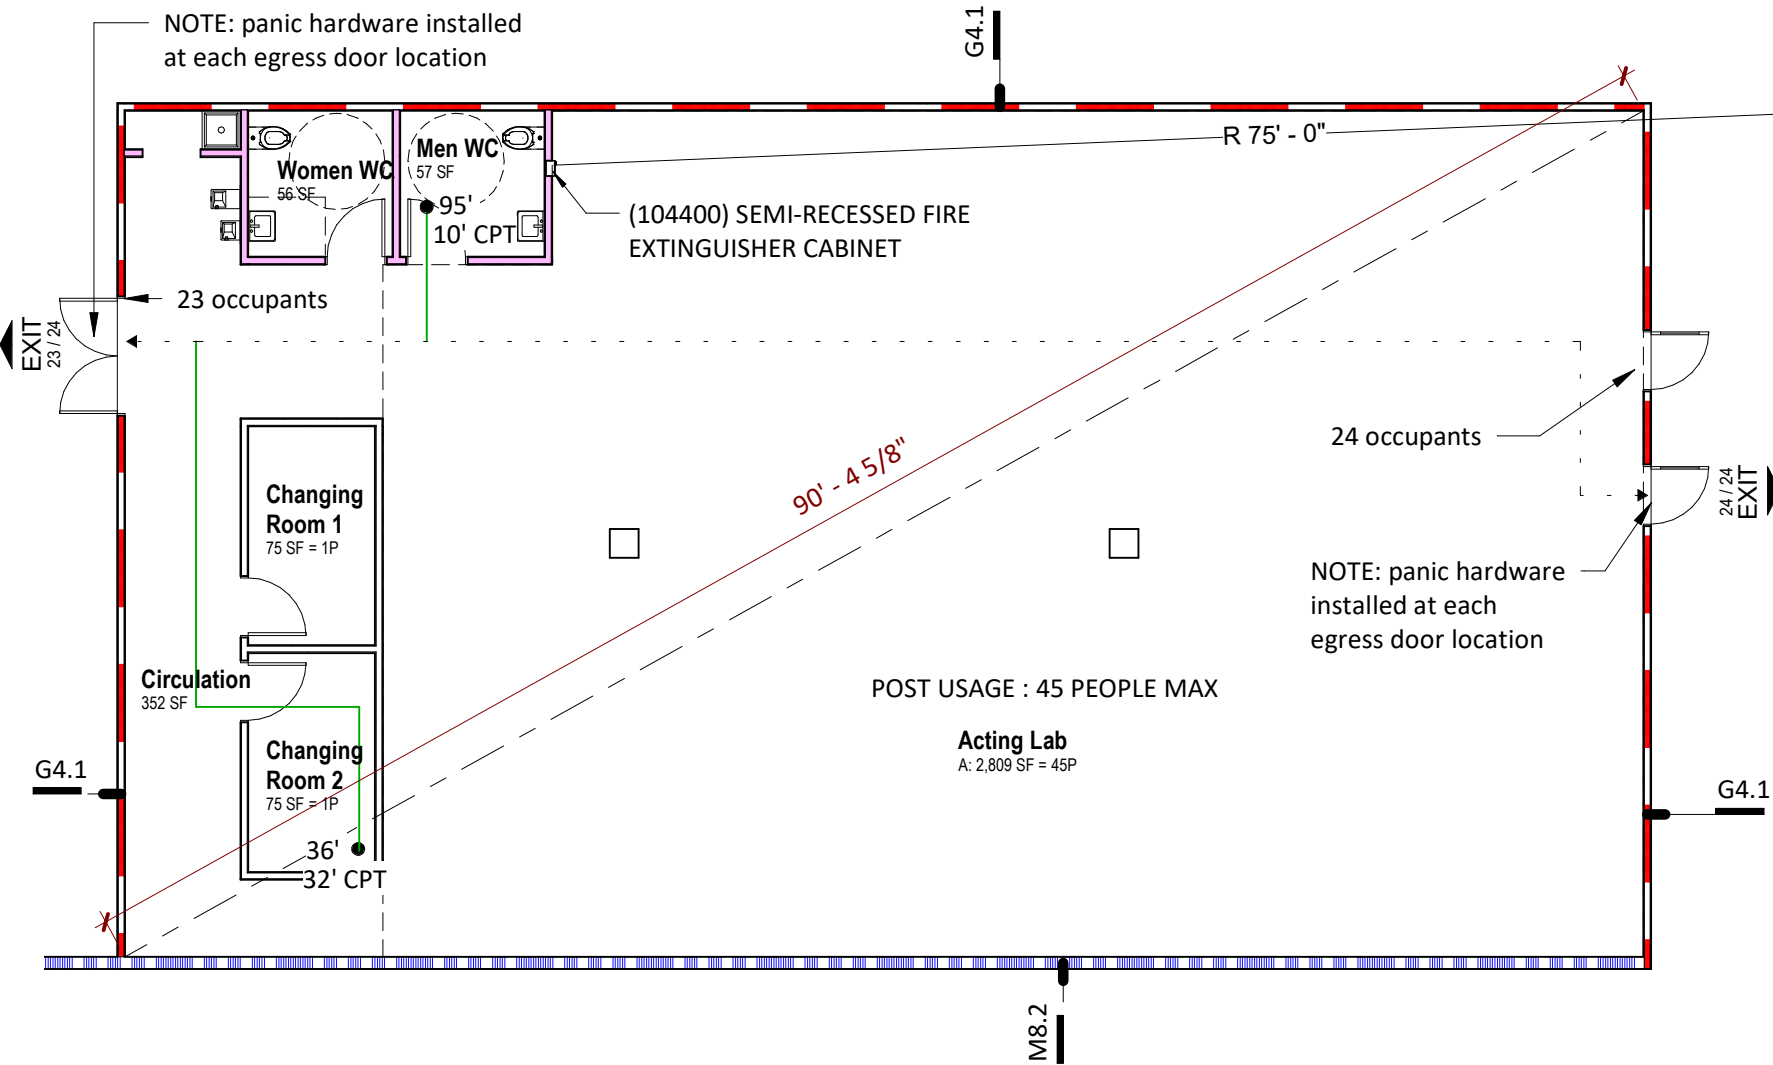 NOTE: panic hardware installed
at each egress door location
G4.1
R 75' - 0"
Women WC
56 SF
Men WC
57 SF
95'
10' CPT
(104400) SEMI-RECESSED FIRE
EXTINGUISHER CABINET
23 occupants
EXIT
23 / 24
24 occupants
90' - 4 5/8"
24 / 24
EXIT
Changing
Room 1
75 SF = 1P
NOTE: panic hardware
installed at each
egress door location
Circulation
352 SF
POST USAGE : 45 PEOPLE MAX
Acting Lab
A: 2,809 SF = 45P
Changing
Room 2
75 SF = 1P
G4.1
G4.1
36'
32' CPT
M8.2